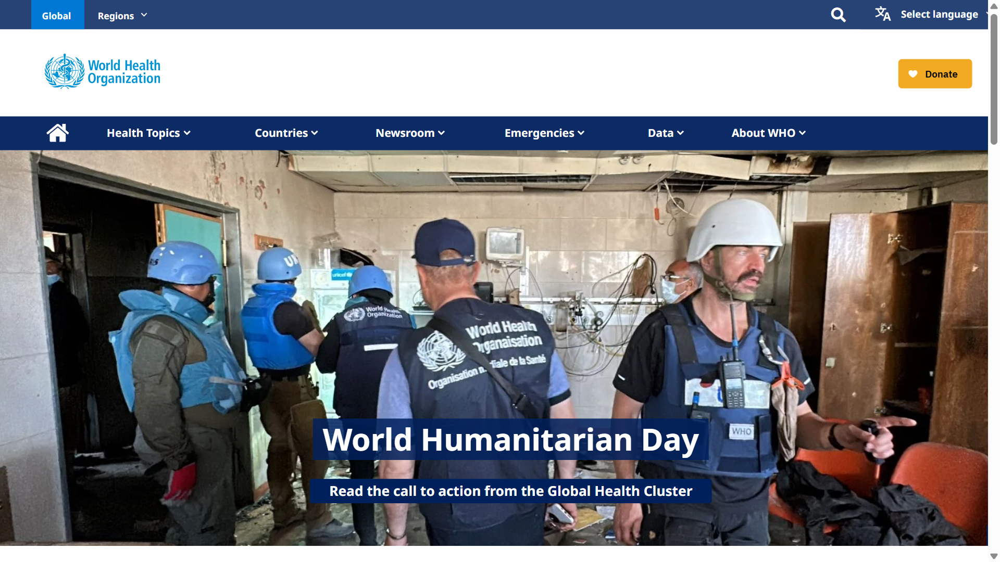 Global
Regions
Select language
World Health
Organization
Donate
Health Topics
Countries
Newsroom
Emergencies
Data
About WHO
UN
unicef
World Health
Organization
World Health
Organisation
Organisation mondiale de la Santé
WHO
World Humanitarian Day
Read the call to action from the Global Health Cluster